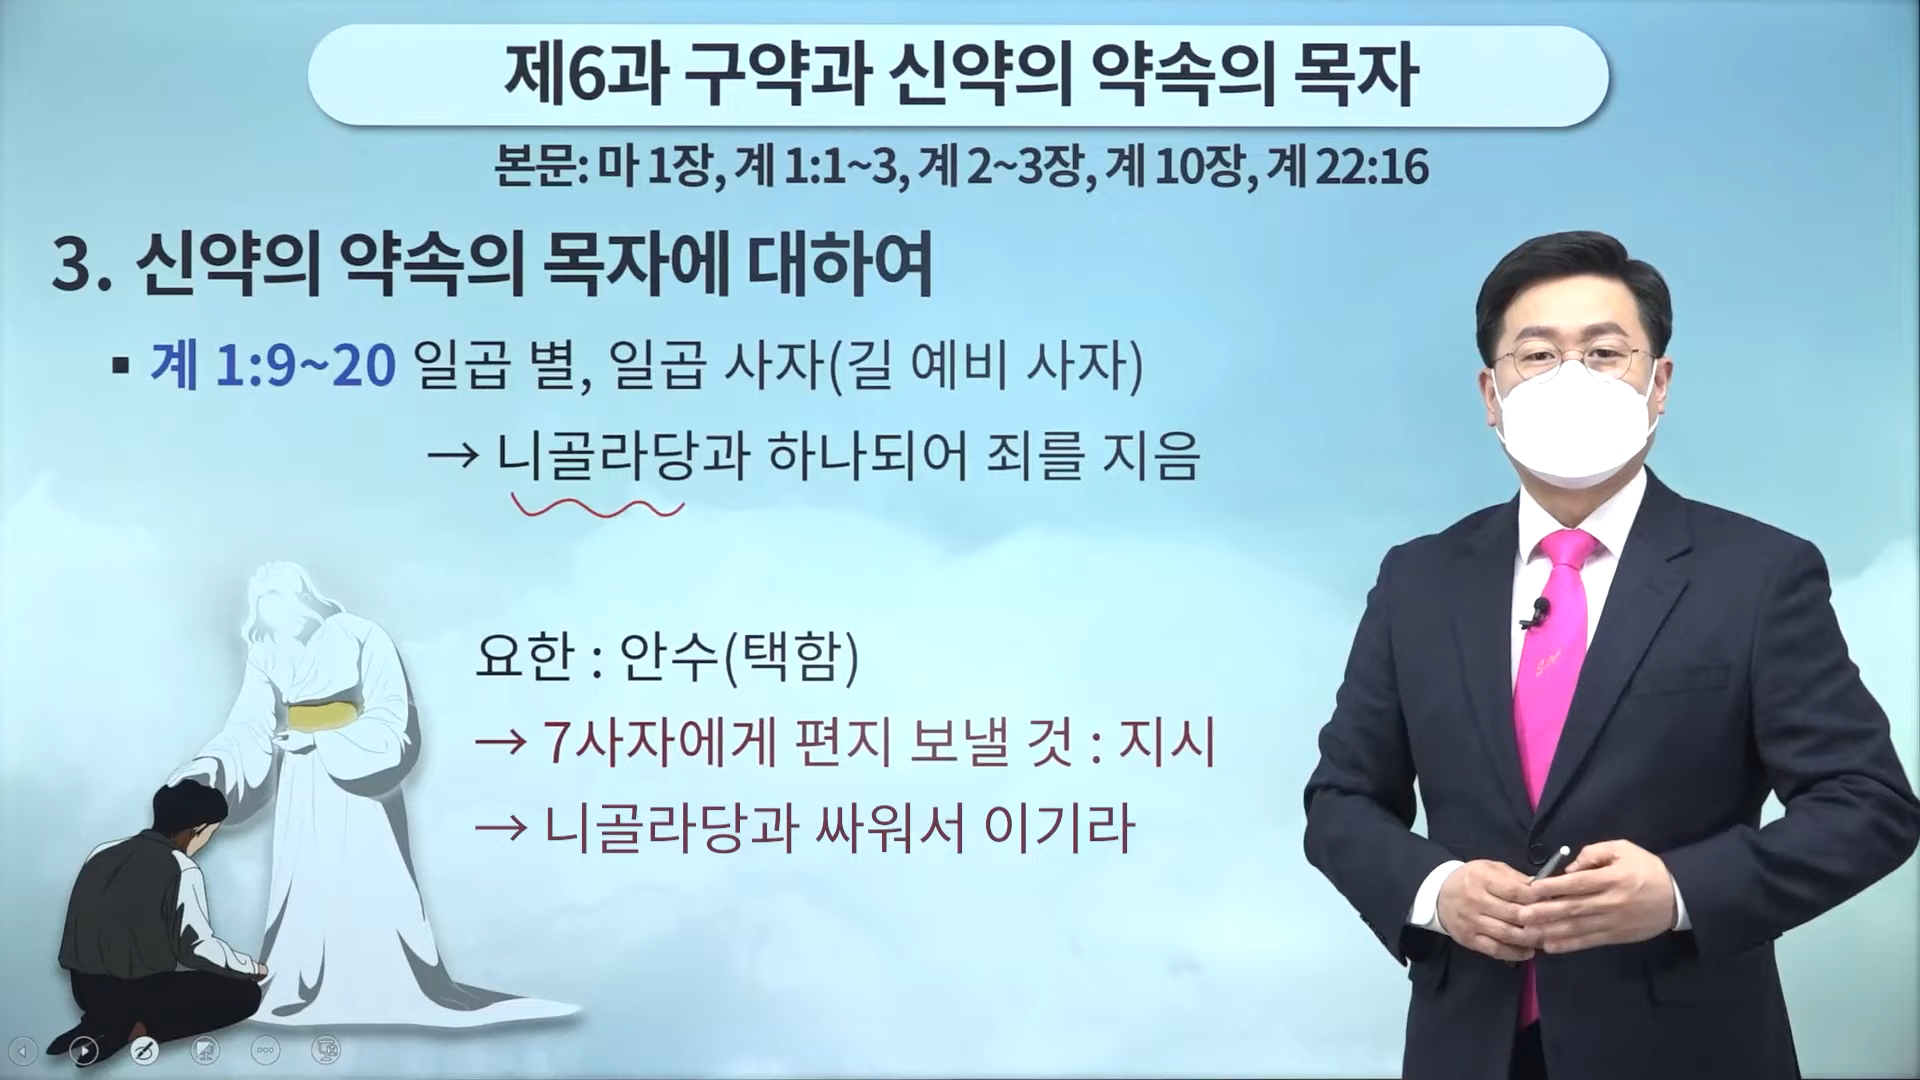 제6과 구약과 신약의 약속의 목자
본문: 마 1장, 계 1:1~3, 계 2~3장, 계 10장, 계 22:16
3. 신약의 약속의 목자에 대하여
▪ 계 1:9~20 일곱 별, 일곱 사자(길 예비 사자)
→ 니골라당과 하나되어 죄를 지음
요한 : 안수(택함)
→ 7사자에게 편지 보낼 것 : 지시
→ 니골라당과 싸워서 이기라